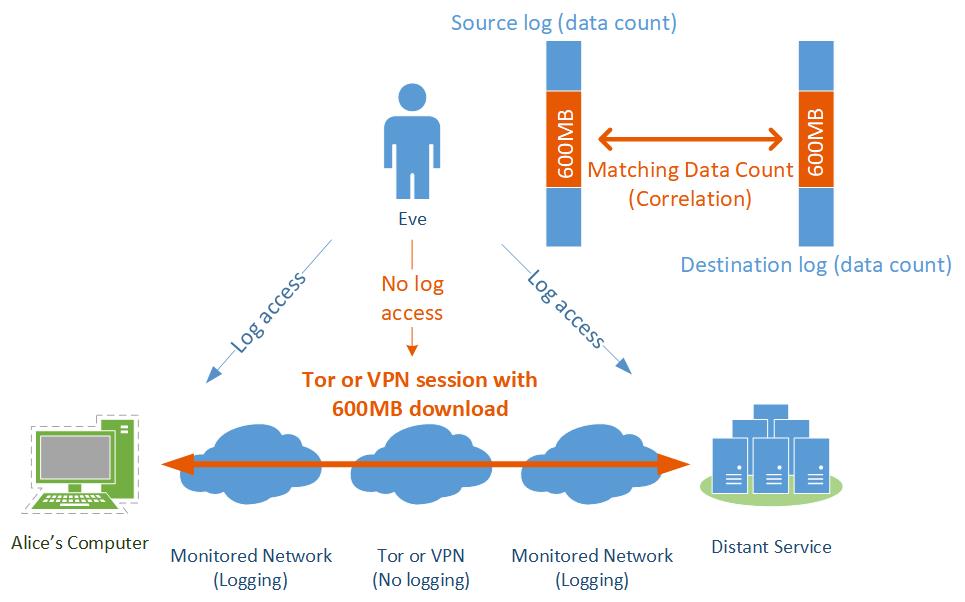 Source log (data count)
600MB
600MB
Matching Data Count
(Correlation)
Destination log (data count)
Eve
Log access
No log
access
Log access
Tor or VPN session with
600MB download
Alice's Computer
Monitored Network
(Logging)
Tor or VPN
(No logging)
Monitored Network
(Logging)
Distant Service